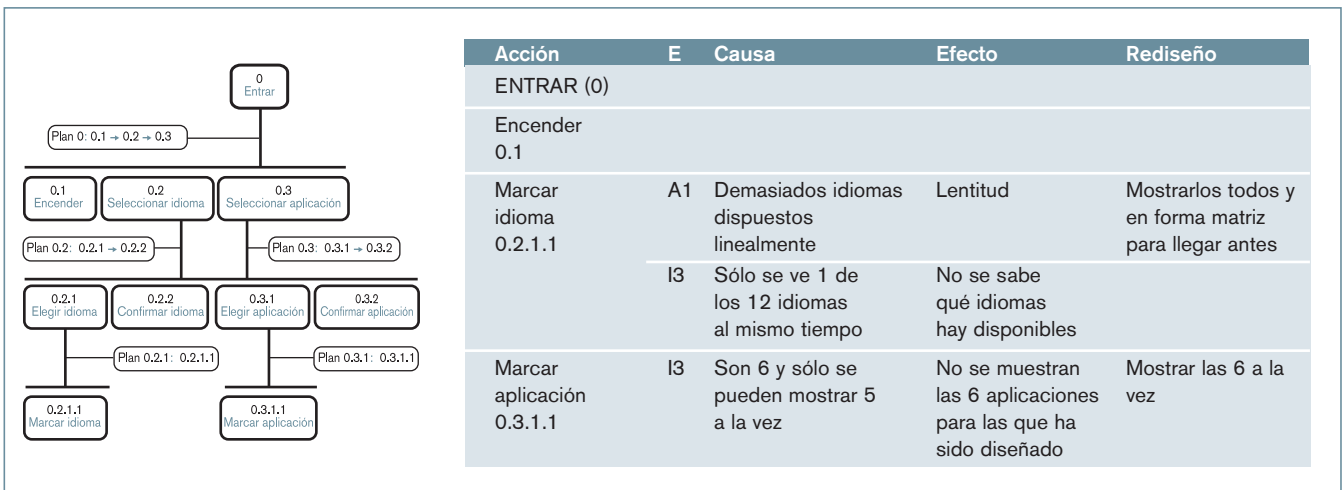 0
Entrar
Plan 0: 0.1 → 0.2 → 0.3
0.1
Encender
0.2
Seleccionar idioma
0.3
Seleccionar aplicación
Plan 0.2: 0.2.1 → 0.2.2
Plan 0.3: 0.3.1 → 0.3.2
0.2.1
Elegir idioma
0.2.2
Confirmar idioma
0.3.1
Elegir aplicación
0.3.2
Confirmar aplicación
Plan 0.2.1: 0.2.1.1
Plan 0.3.1: 0.3.1.1
0.2.1.1
Marcar idioma
0.3.1.1
Marcar aplicación
Acción E Causa Efecto Rediseño
ENTRAR (0)
Encender
0.1
Marcar A1 Demasiados idiomas Lentitud Mostrarlos todos y
idioma dispuestos en forma matriz
0.2.1.1 linealmente para llegar antes
I3 Sólo se ve 1 de No se sabe
los 12 idiomas qué idiomas
al mismo tiempo hay disponibles
Marcar I3 Son 6 y sólo se No se muestran Mostrar las 6 a la
aplicación pueden mostrar 5 las 6 aplicaciones vez
0.3.1.1 a la vez para las que ha
sido diseñado